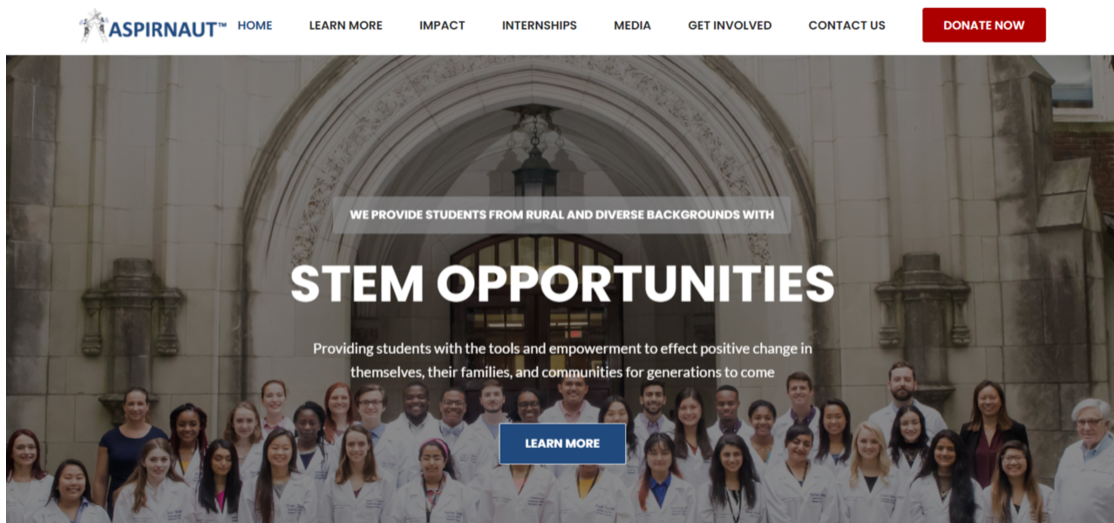 ASPIRNAUT™
HOME
LEARN MORE
IMPACT
INTERNSHIPS
MEDIA
GET INVOLVED
CONTACT US
DONATE NOW
WE PROVIDE STUDENTS FROM RURAL AND DIVERSE BACKGROUNDS WITH
STEM OPPORTUNITIES
Providing students with the tools and empowerment to effect positive change in
themselves, their families, and communities for generations to come
LEARN MORE